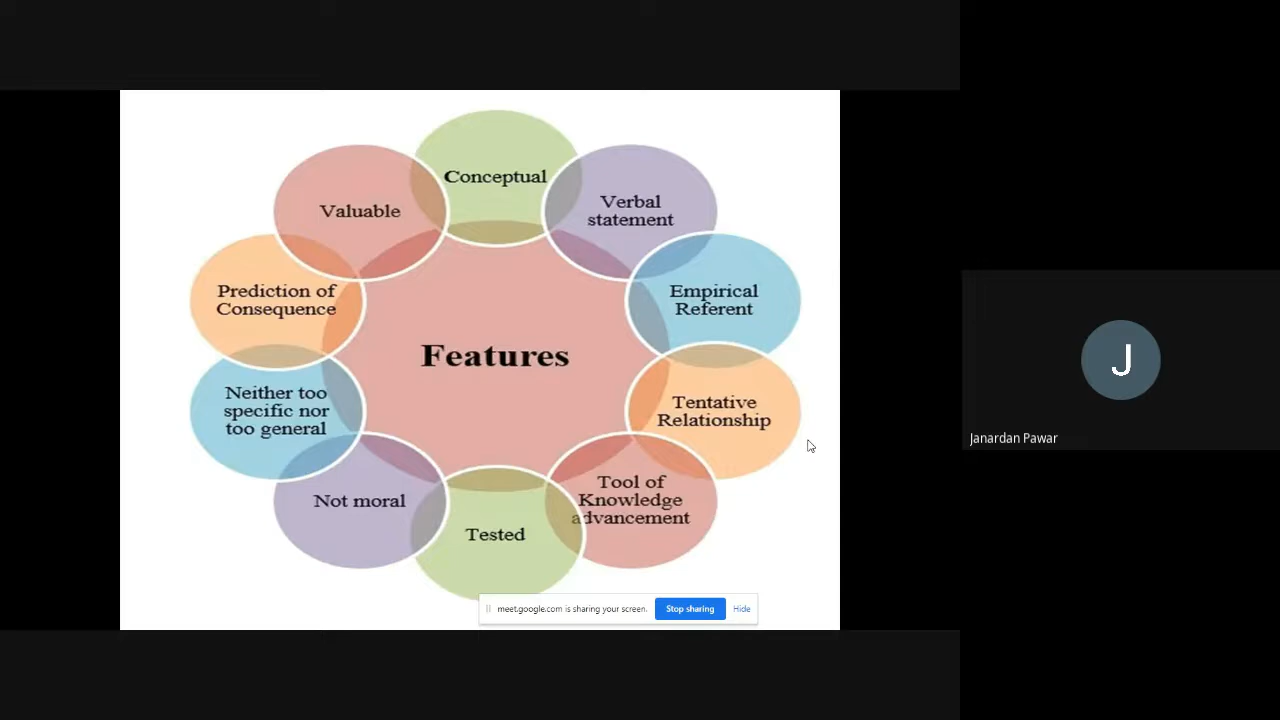 Conceptual
Verbal
statement
Empirical
Referent
Tentative
Relationship
Tool of
Knowledge
advancement
Tested
Not moral
Neither too
specific nor
too general
Prediction of
Consequence
Valuable
Features
meet.google.com is sharing your screen.
Stop sharing
Hide
J
Janardan Pawar